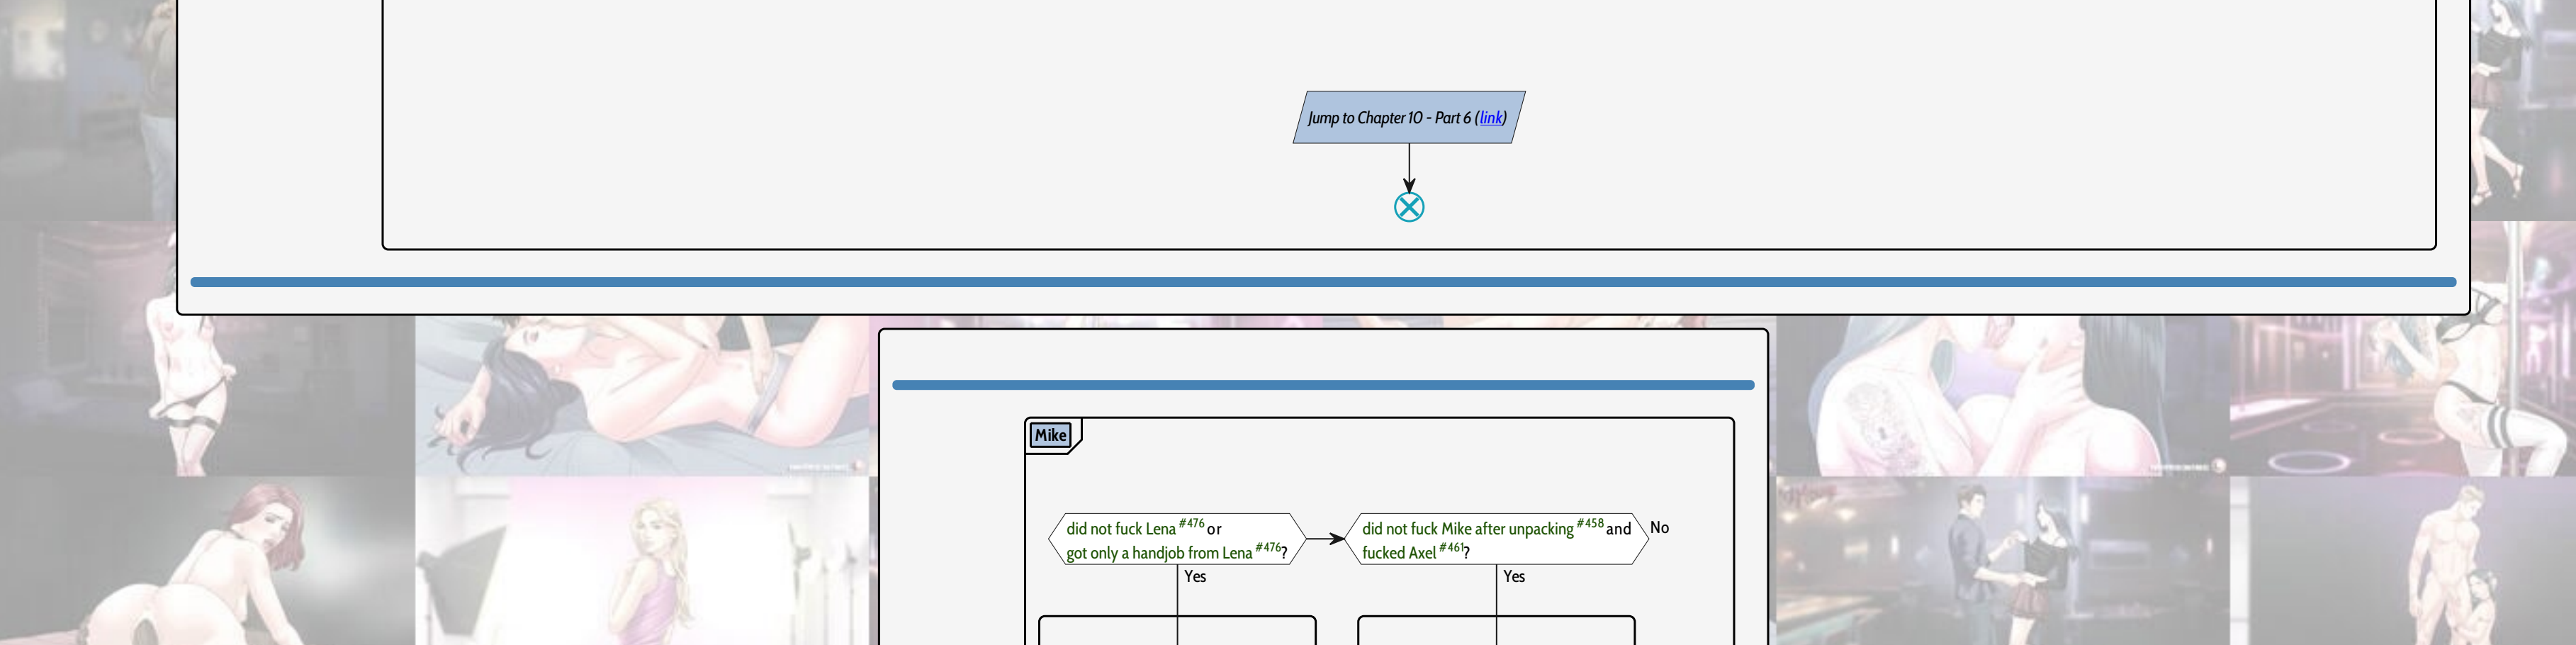 Jump to Chapter 10 - Part 6 (link)
Mike
did not fuck Lena #476 or
got only a handjob from Lena #476?
did not fuck Mike after unpacking #458 and
fucked Axel #461?
No
Yes
Yes